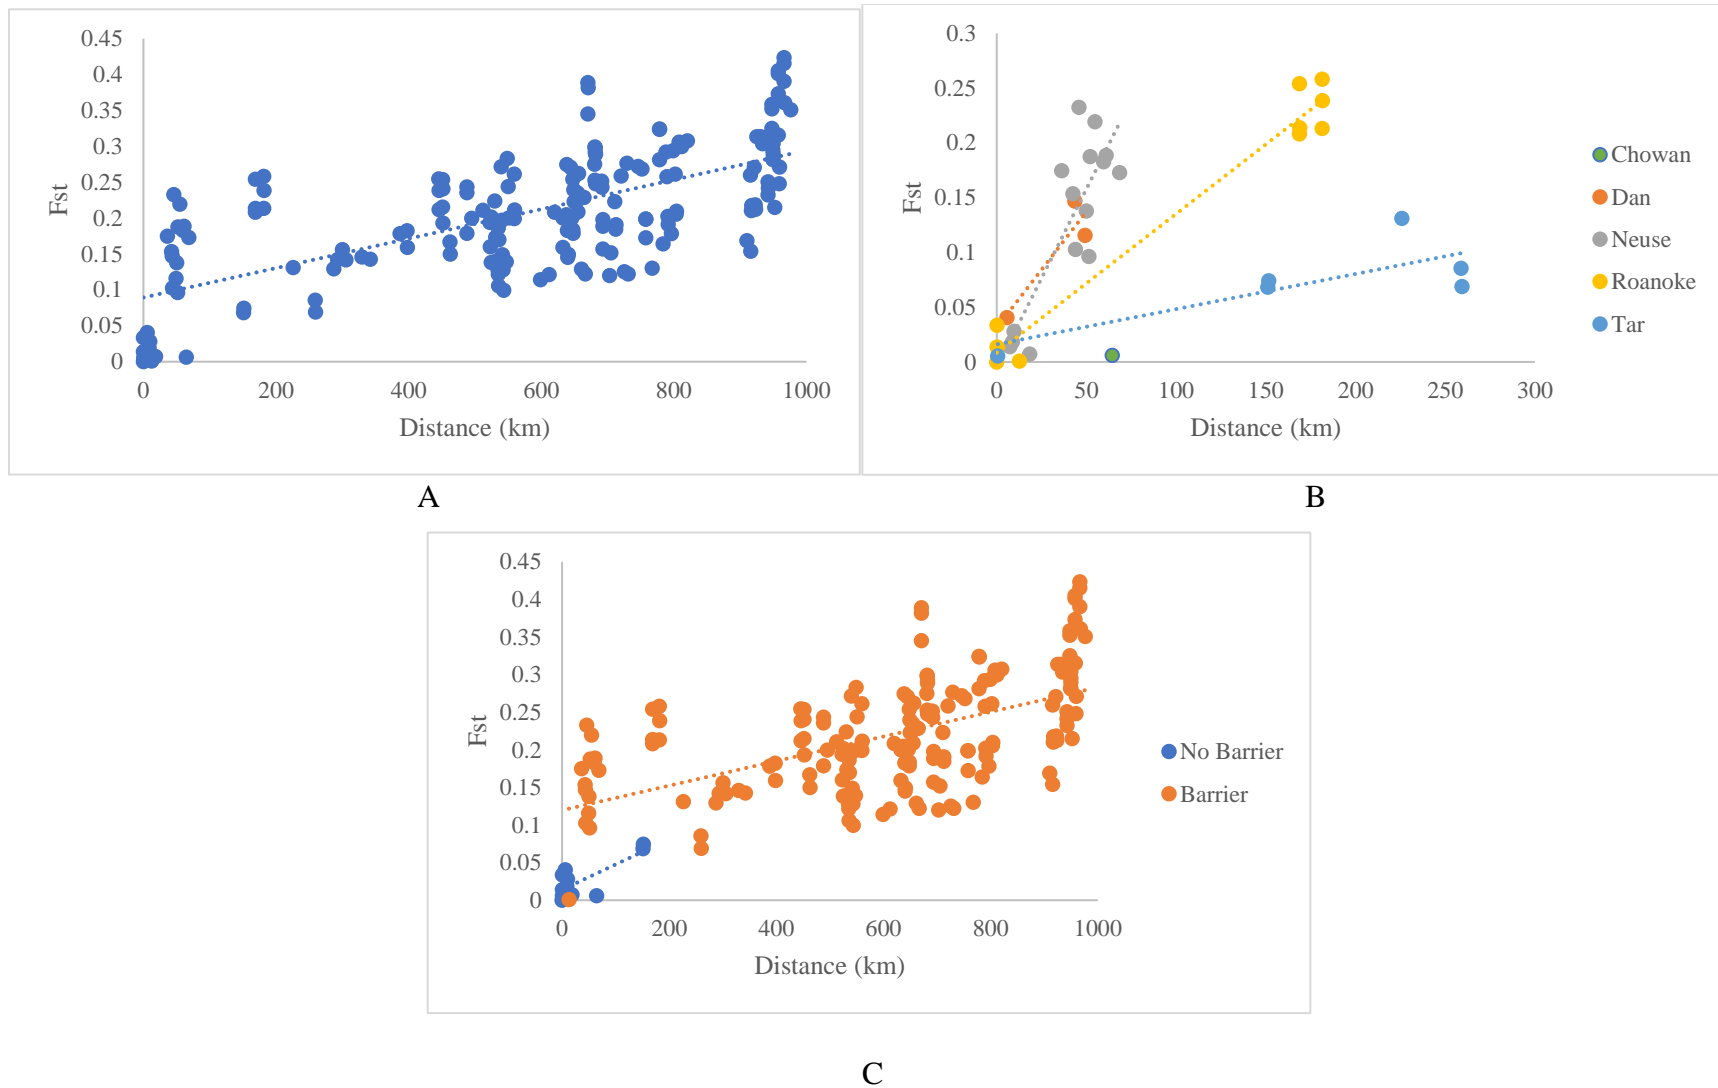 0.45
0.4
0.35
0.3
0.25
0.2
0.15
0.1
0.05
0
Fst
0 200 400 600 800 1000
Distance (km)
A
0.3
0.25
0.2
0.15
0.1
0.05
0
Fst
0 50 100 150 200 250 300
Distance (km)
Chowan
Dan
Neuse
Roanoke
Tar
B
0.45
0.4
0.35
0.3
0.25
0.2
0.15
0.1
0.05
0
Fst
0 200 400 600 800 1000
Distance (km)
No Barrier
Barrier
C